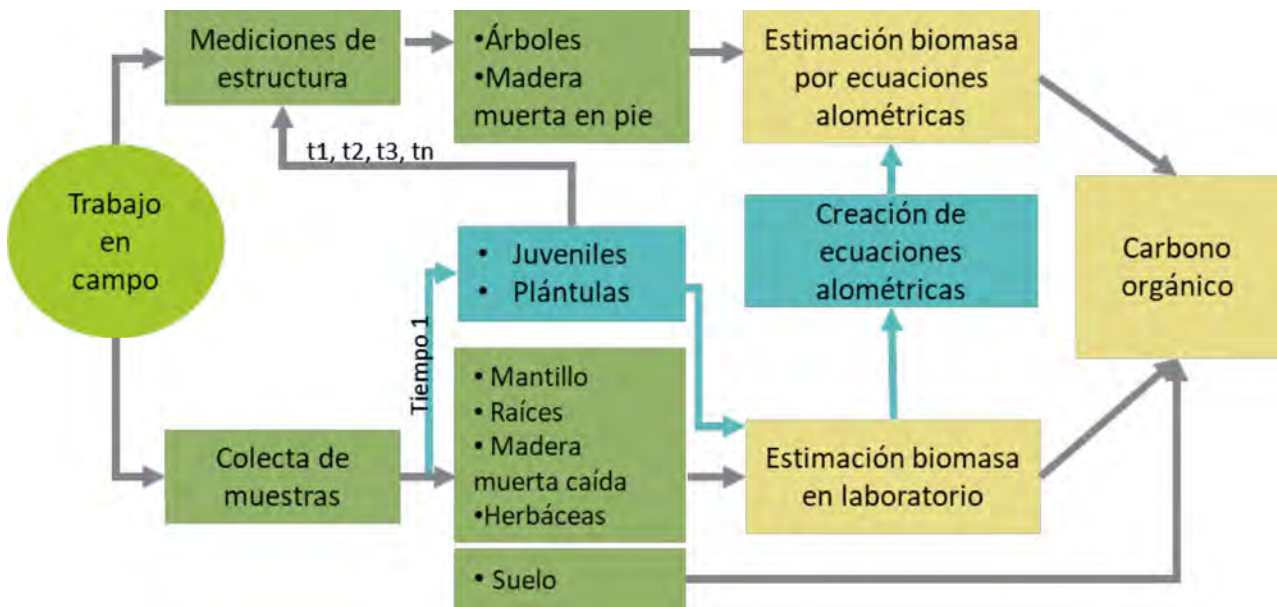 Mediciones de
estructura
•Árboles
•Madera
muerta en pie
Estimación biomasa
por ecuaciones
alométricas
t1, t2, t3, tn
Trabajo
en
campo
• Juveniles
• Plántulas
Creación de
ecuaciones
alométricas
Carbono
orgánico
Tiempo 1
Colecta de
muestras
• Mantillo
• Raíces
• Madera
muerta caída
•Herbáceas
Estimación biomasa
en laboratorio
• Suelo